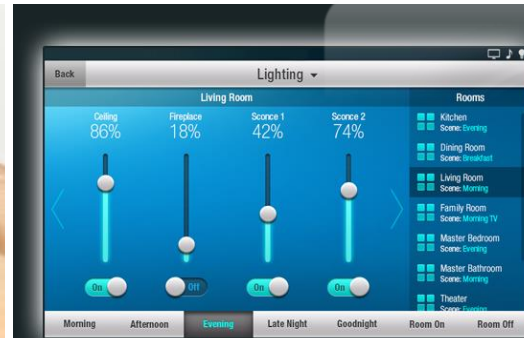 Back
Lighting
Living Room
Rooms
Ceiling
86%
Fireplace
18%
Sconce 1
42%
Sconce 2
74%
On
Off
On
On
Kitchen
Scene: Evening
Dining Room
Scene: Breakfast
Living Room
Scene: Morning
Family Room
Scene: Morning TV
Master Bedroom
Scene: Evening
Master Bathroom
Scene: Morning
Theater
Scene: Evening
Morning
Afternoon
Evening
Late Night
Goodnight
Room On
Room Off